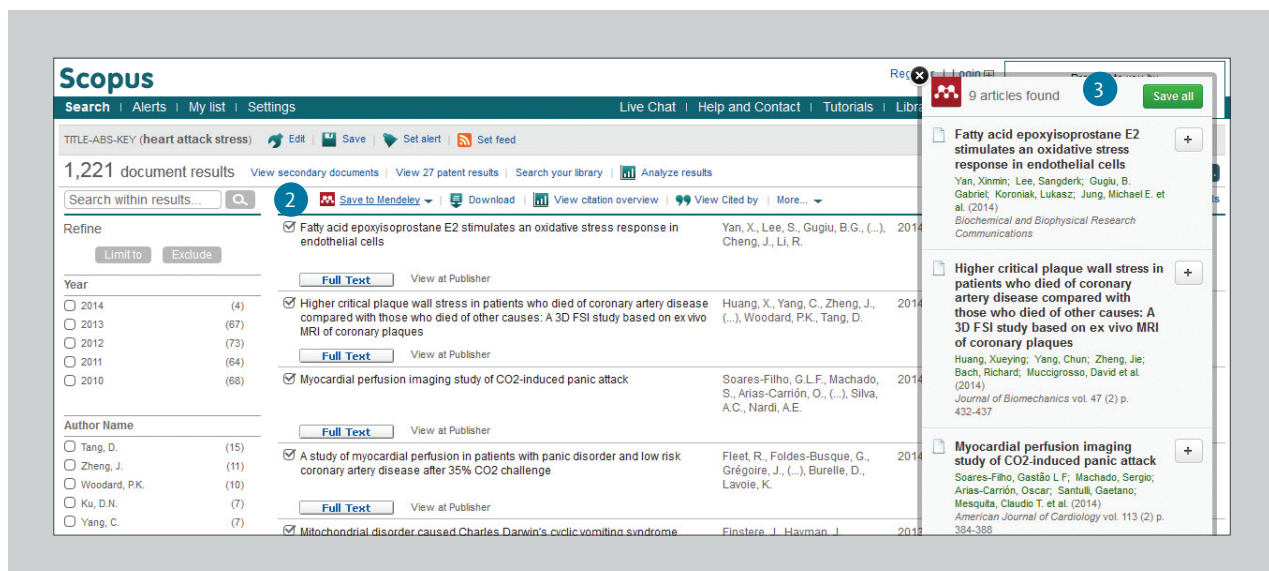 Scopus
Login
Search | Alerts | My list | Settings
Live Chat | Help and Contact | Tutorials |
TITLE-ABS-KEY (heart attack stress) Edit | Save | Set alert | Set feed
1,221 document results View secondary documents | View 27 patent results | Search your library | Analyze results
Search within results...
2 Save to Mendeley | Download | View citation overview | View Cited by | More...
Refine
Limit to Exclude
Year
2014 (4)
2013 (67)
2012 (73)
2011 (64)
2010 (68)
Author Name
Tang, D. (15)
Zheng, J. (11)
Woodard, P.K. (10)
Ku, D.N. (7)
Yang, C. (7)
Fatty acid epoxyisoprostane E2 stimulates an oxidative stress response in
endothelial cells
Yan, X., Lee, S., Gugiu, B.G., (...),
Cheng, J., Li, R.
2014
Full Text View at Publisher
Higher critical plaque wall stress in patients who died of coronary artery disease
compared with those who died of other causes: A 3D FSI study based on ex vivo
MRI of coronary plaques
Huang, X., Yang, C., Zheng, J.,
(...), Woodard, P.K., Tang, D.
2014
Full Text View at Publisher
Myocardial perfusion imaging study of CO2-induced panic attack
Soares-Filho, G.L.F., Machado,
S., Arias-Carrión, O., (...), Silva,
A.C., Nardi, A.E.
2014
Full Text View at Publisher
A study of myocardial perfusion in patients with panic disorder and low risk
coronary artery disease after 35% CO2 challenge
Fleet, R., Foldes-Busque, G.,
Grégoire, J., (...), Burelle, D.,
Lavoie, K.
2014
Full Text View at Publisher
Mitochondrial disorder caused Charles Darwin's cyclic vomiting syndrome
Finstere, J., Hayman, J.
9 articles found 3 Save all
Fatty acid epoxyisoprostane E2
stimulates an oxidative stress
response in endothelial cells
Yan, Xinmin; Lee, Sangderk; Gugiu, B.
Gabriel; Koroniak, Lukasz; Jung, Michael E. et
al. (2014)
Biochemical and Biophysical Research
Communications
Higher critical plaque wall stress in
patients who died of coronary
artery disease compared with
those who died of other causes: A
3D FSI study based on ex vivo MRI
of coronary plaques
Huang, Xueying; Yang, Chun; Zheng, Jie;
Bach, Richard; Muccigrosso, David et al.
(2014)
Journal of Biomechanics vol. 47 (2) p.
432-437
Myocardial perfusion imaging
study of CO2-induced panic attack
Soares-Filho, Gastão L F; Machado, Sergio;
Arias-Carrión, Oscar; Santulli, Gaetano;
Mesquita, Claudio T. et al. (2014)
American Journal of Cardiology vol. 113 (2) p.
384-388